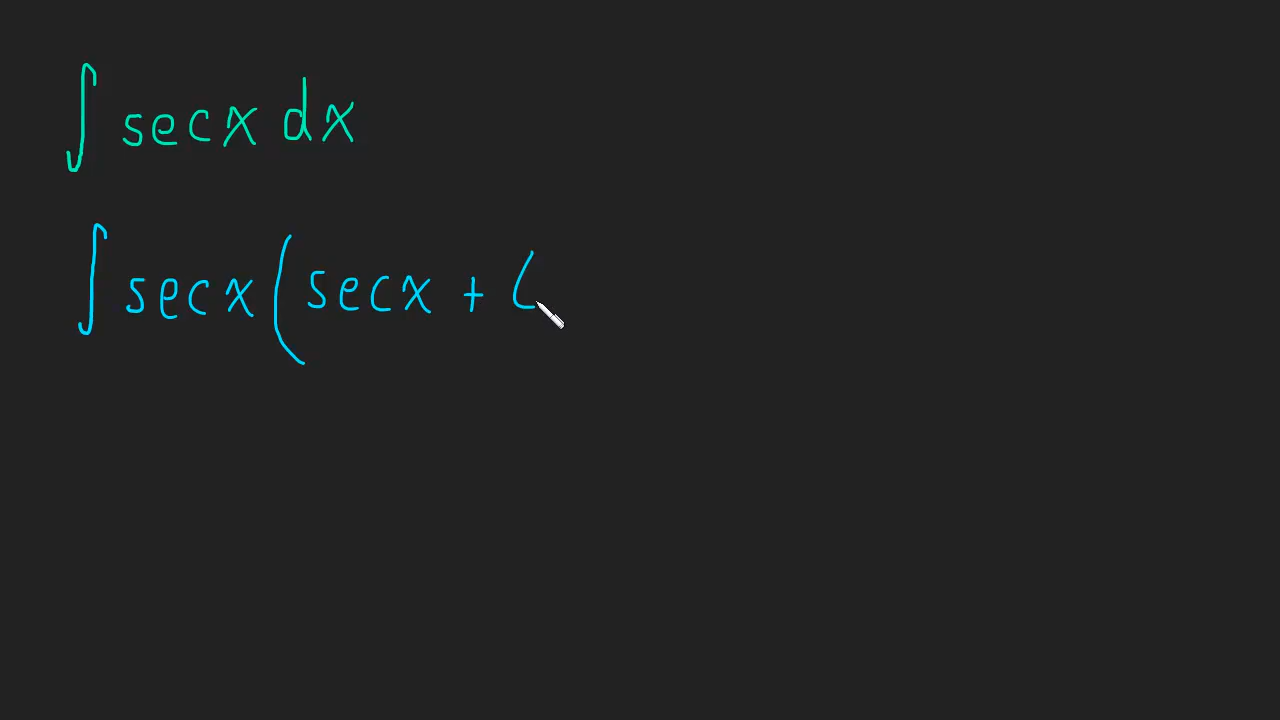 ∫ secx dx
∫ secx(secx +